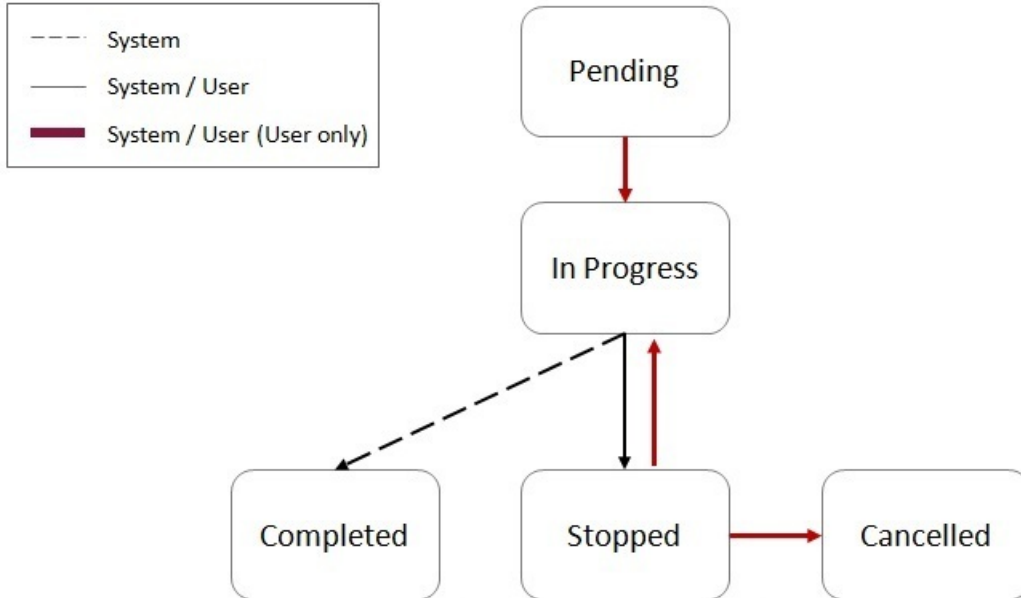 System
System / User
System / User (User only)
Pending
In Progress
Completed
Stopped
Cancelled